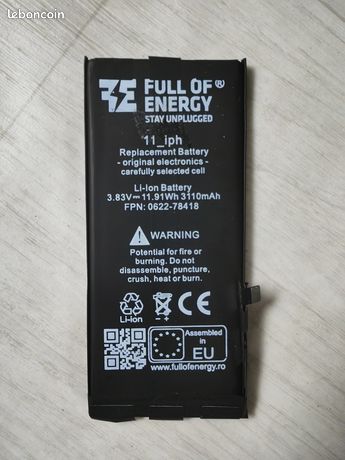 leboncoin
FULL OF®
ENERGY
STAY UNPLUGGED
11_iph
Replacement Battery
- original electronics -
carefully selected cell
Li-Ion Battery
3.83V⎓ 11.91Wh 3110mAh
FPN: 0622-78418
WARNING
Potential for fire or
burning. Do not
disassemble, puncture,
crush, heat or burn.
Li-ion
CE
Assembled
in
EU
www.fullofenergy.ro